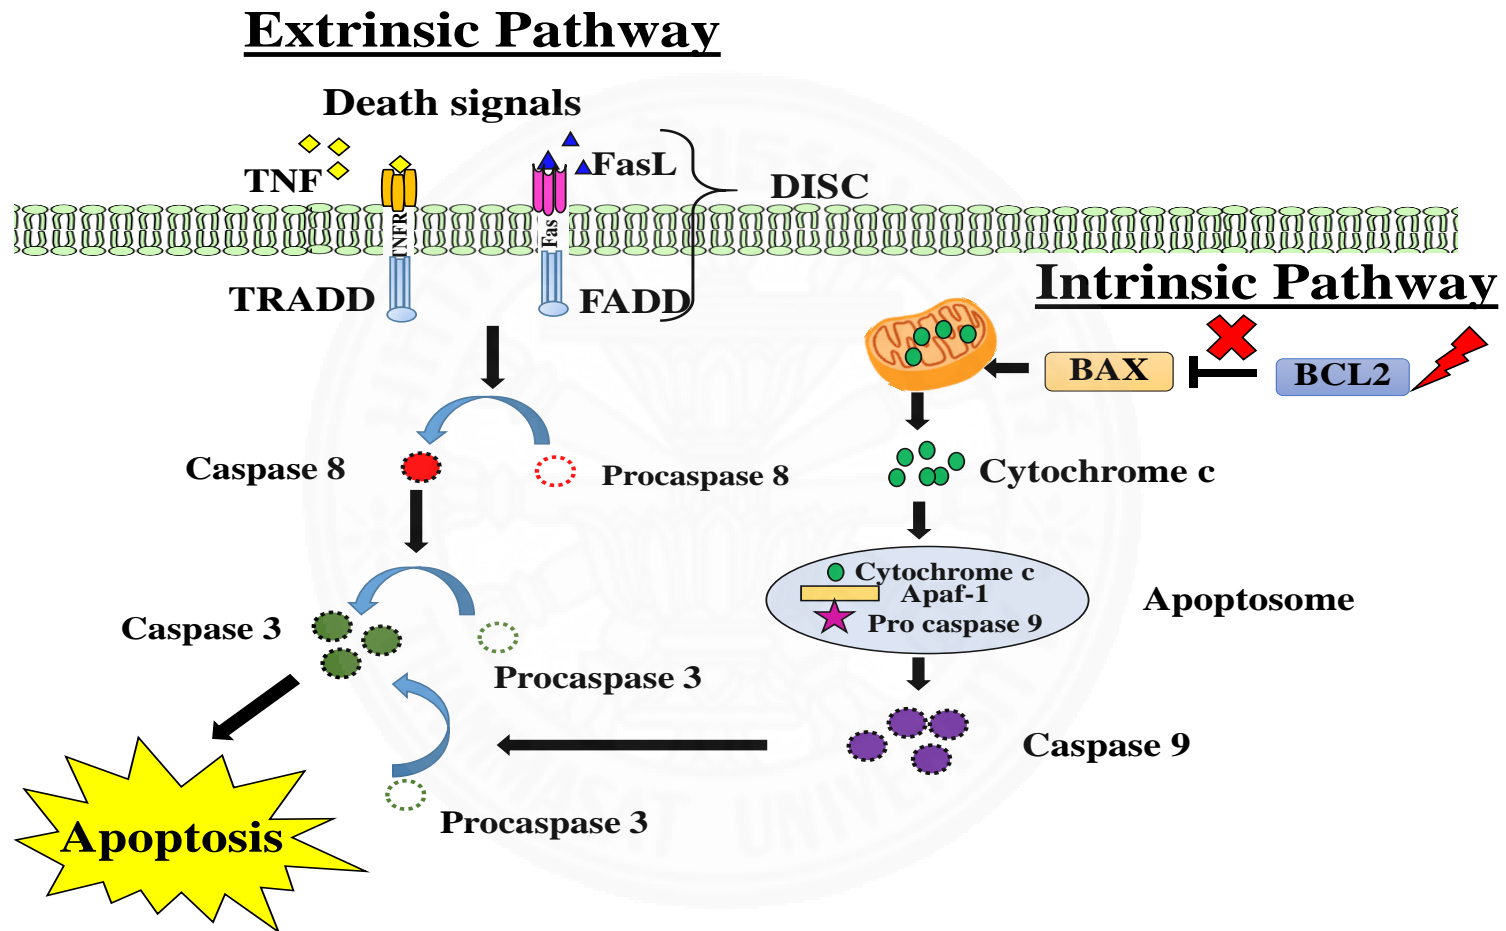 Extrinsic Pathway
Death signals
TNF
FasL
DISC
TNFR
Fas
TRADD
FADD
Intrinsic Pathway
BAX
BCL2
Caspase 8
Procaspase 8
Cytochrome c
Cytochrome c
Apaf-1
Pro caspase 9
Apoptosome
Caspase 3
Procaspase 3
Caspase 9
Procaspase 3
Apoptosis